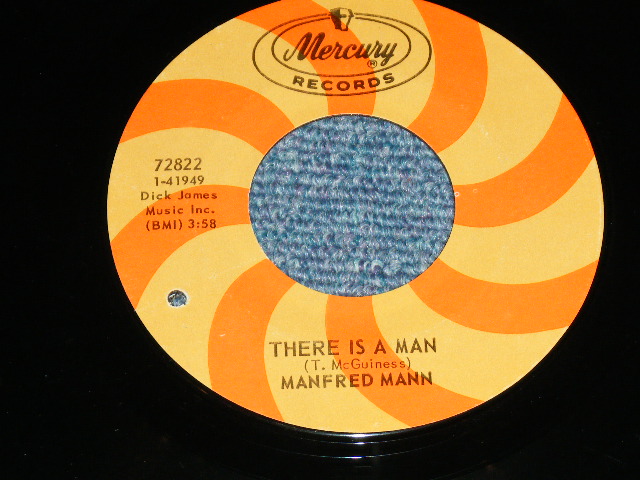 Mercury
®
RECORDS
72822
1-41949
Dick James
Music Inc.
(BMI) 3:58
THERE IS A MAN
(T. McGuiness)
MANFRED MANN